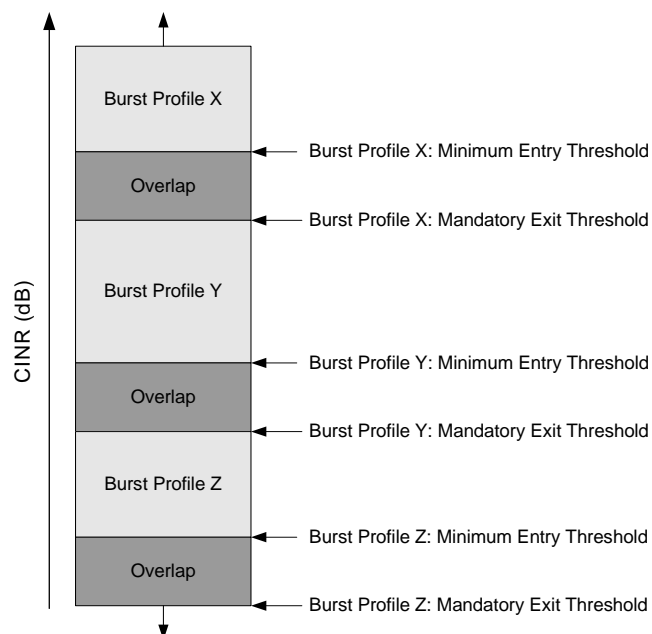 Burst Profile X
Burst Profile X: Minimum Entry Threshold
Overlap
Burst Profile X: Mandatory Exit Threshold
Burst Profile Y
CINR (dB)
Burst Profile Y: Minimum Entry Threshold
Overlap
Burst Profile Y: Mandatory Exit Threshold
Burst Profile Z
Burst Profile Z: Minimum Entry Threshold
Overlap
Burst Profile Z: Mandatory Exit Threshold